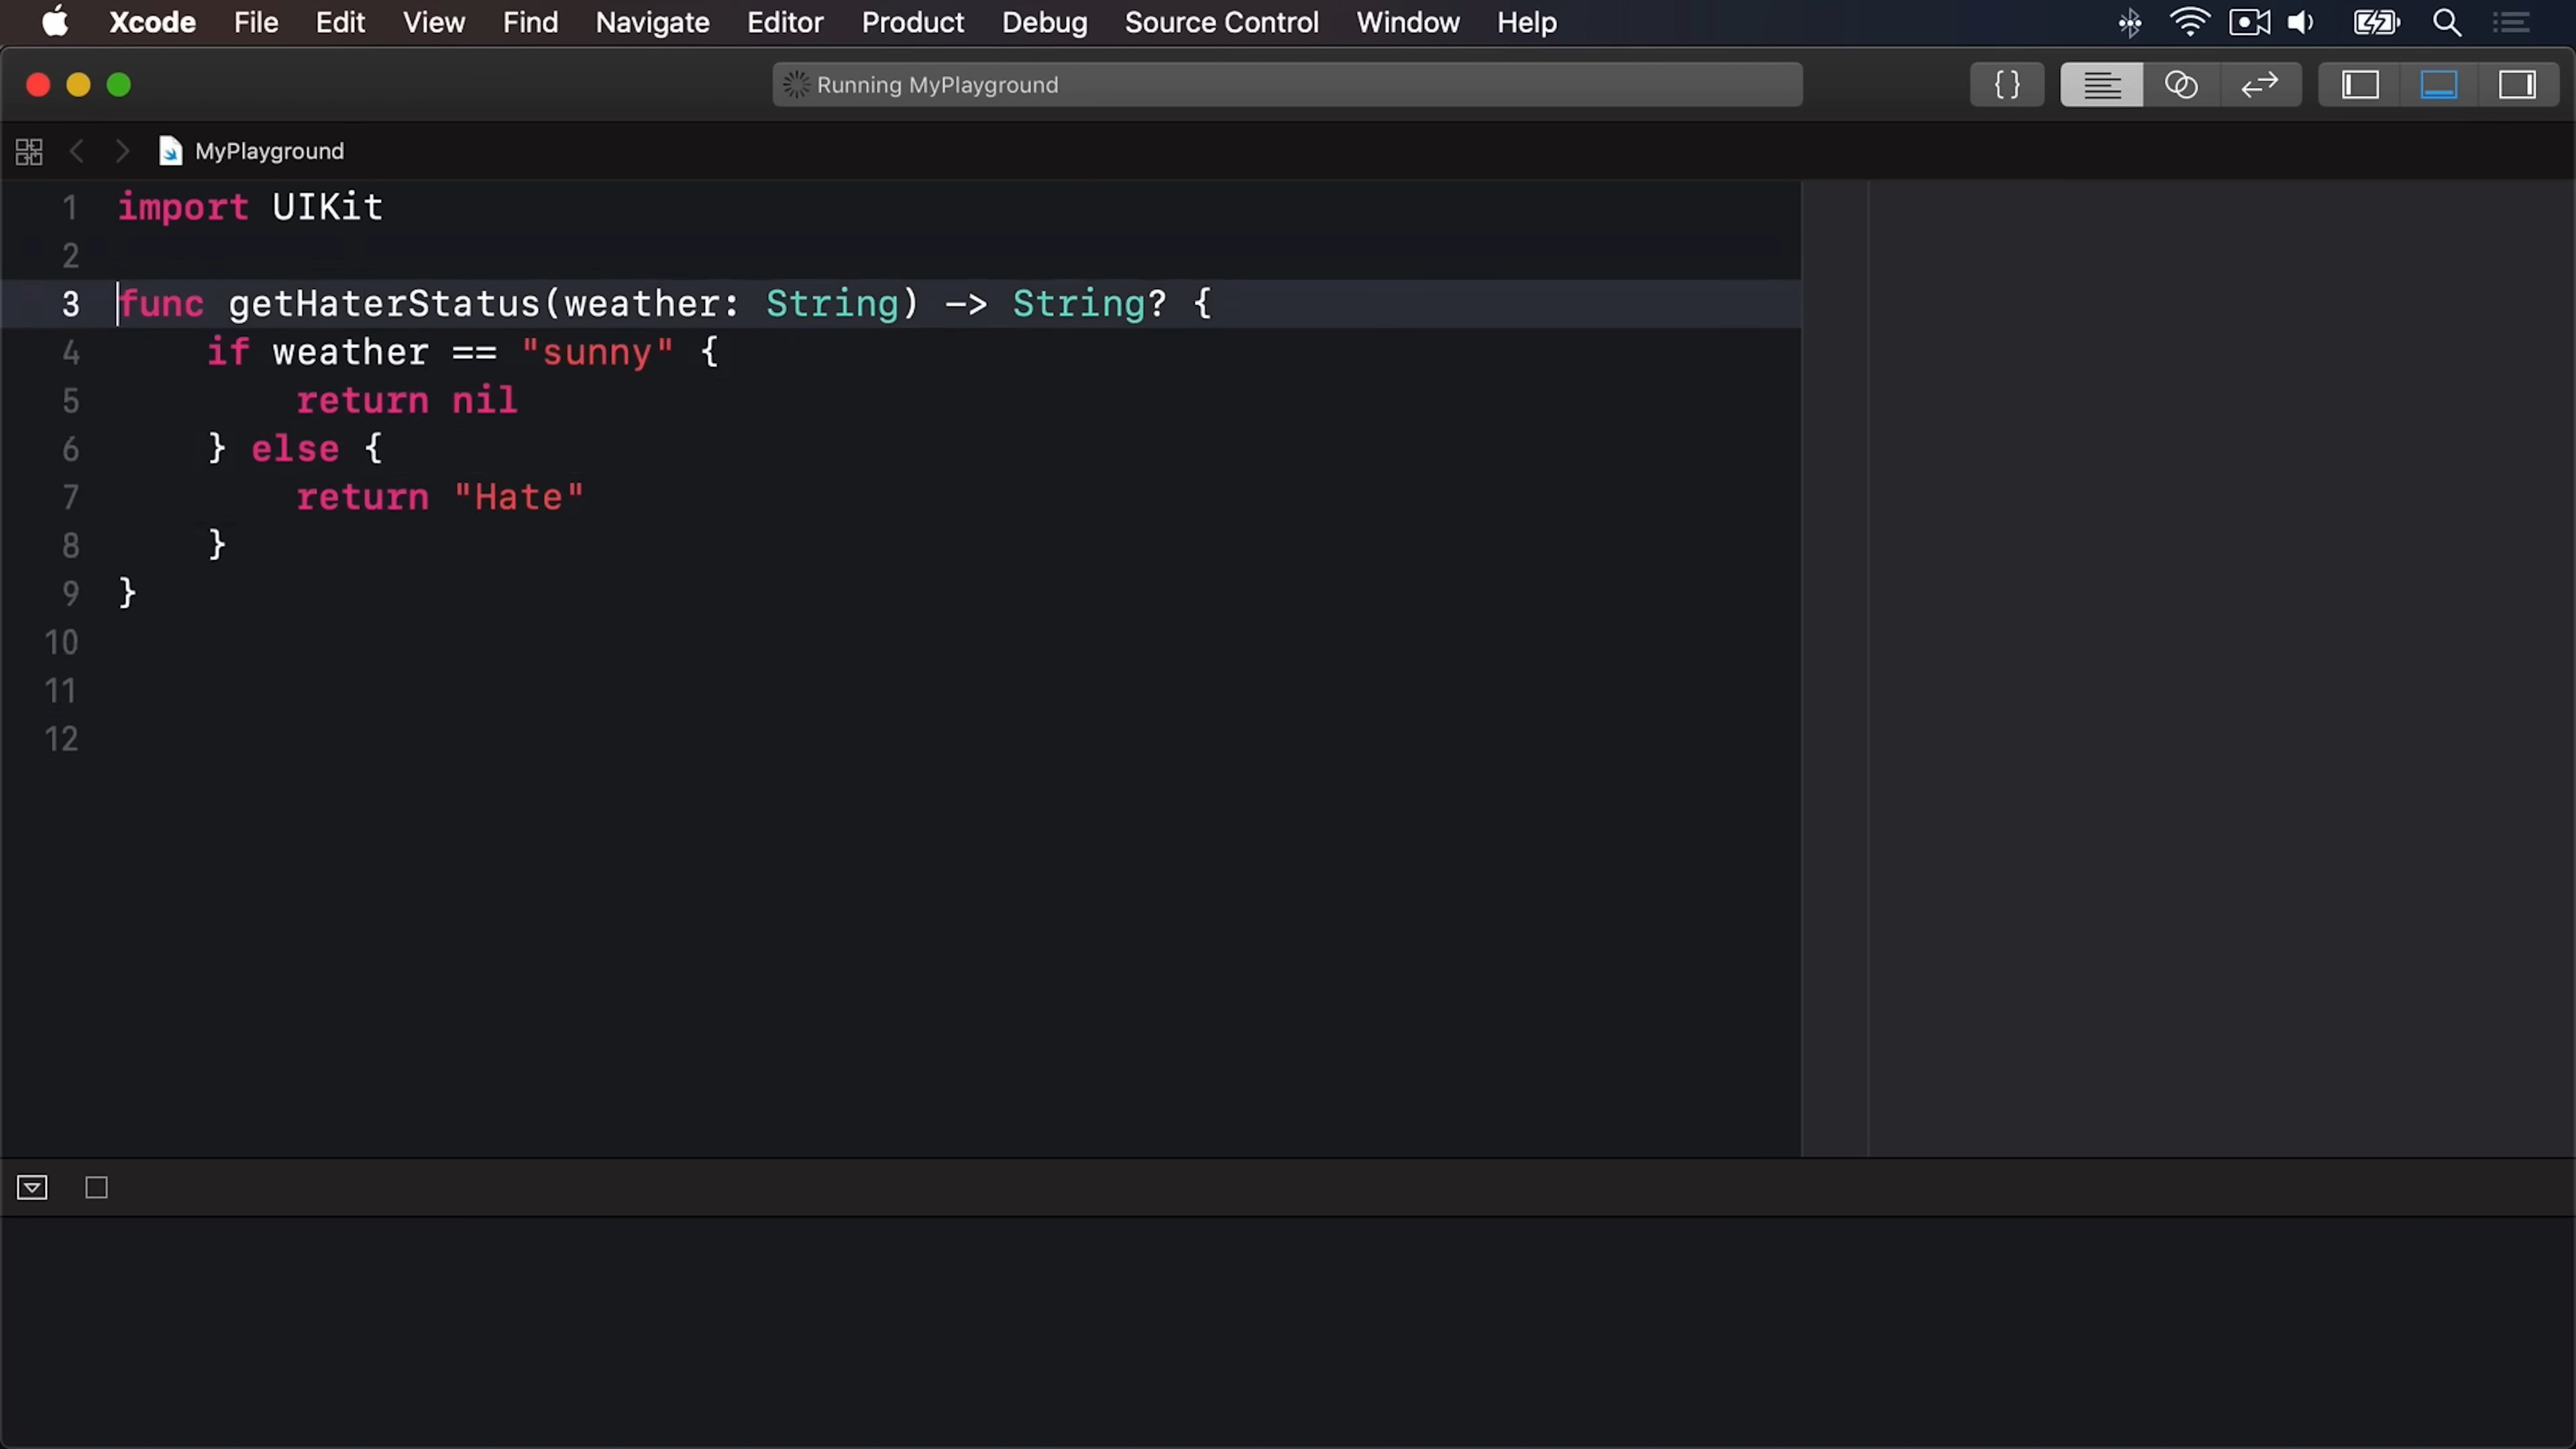 Xcode File Edit View Find Navigate Editor Product Debug Source Control Window Help
Running MyPlayground
{}
MyPlayground
1 import UIKit
2
3 func getHaterStatus(weather: String) -> String? {
4 if weather == "sunny" {
5 return nil
6 } else {
7 return "Hate"
8 }
9 }
10
11
12